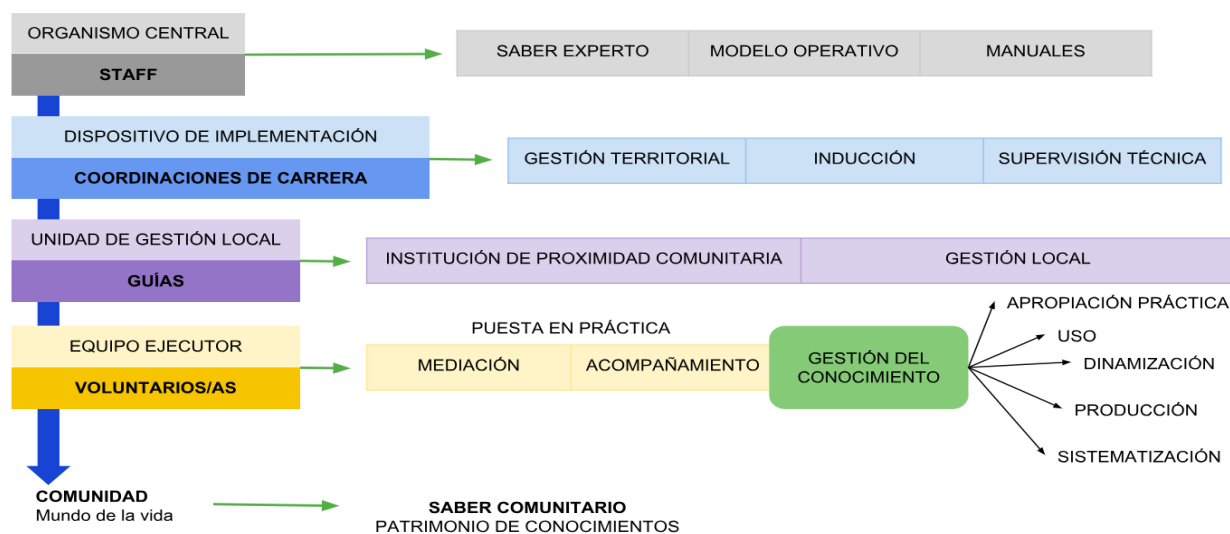 ORGANISMO CENTRAL
STAFF
SABER EXPERTO
MODELO OPERATIVO
MANUALES
DISPOSITIVO DE IMPLEMENTACIÓN
COORDINACIONES DE CARRERA
GESTIÓN TERRITORIAL
INDUCCIÓN
SUPERVISIÓN TÉCNICA
UNIDAD DE GESTIÓN LOCAL
GUÍAS
INSTITUCIÓN DE PROXIMIDAD COMUNITARIA
GESTIÓN LOCAL
EQUIPO EJECUTOR
VOLUNTARIOS/AS
PUESTA EN PRÁCTICA
MEDIACIÓN
ACOMPAÑAMIENTO
GESTIÓN DEL
CONOCIMIENTO
APROPIACIÓN PRÁCTICA
USO
DINAMIZACIÓN
PRODUCCIÓN
SISTEMATIZACIÓN
COMUNIDAD
Mundo de la vida
SABER COMUNITARIO
PATRIMONIO DE CONOCIMIENTOS